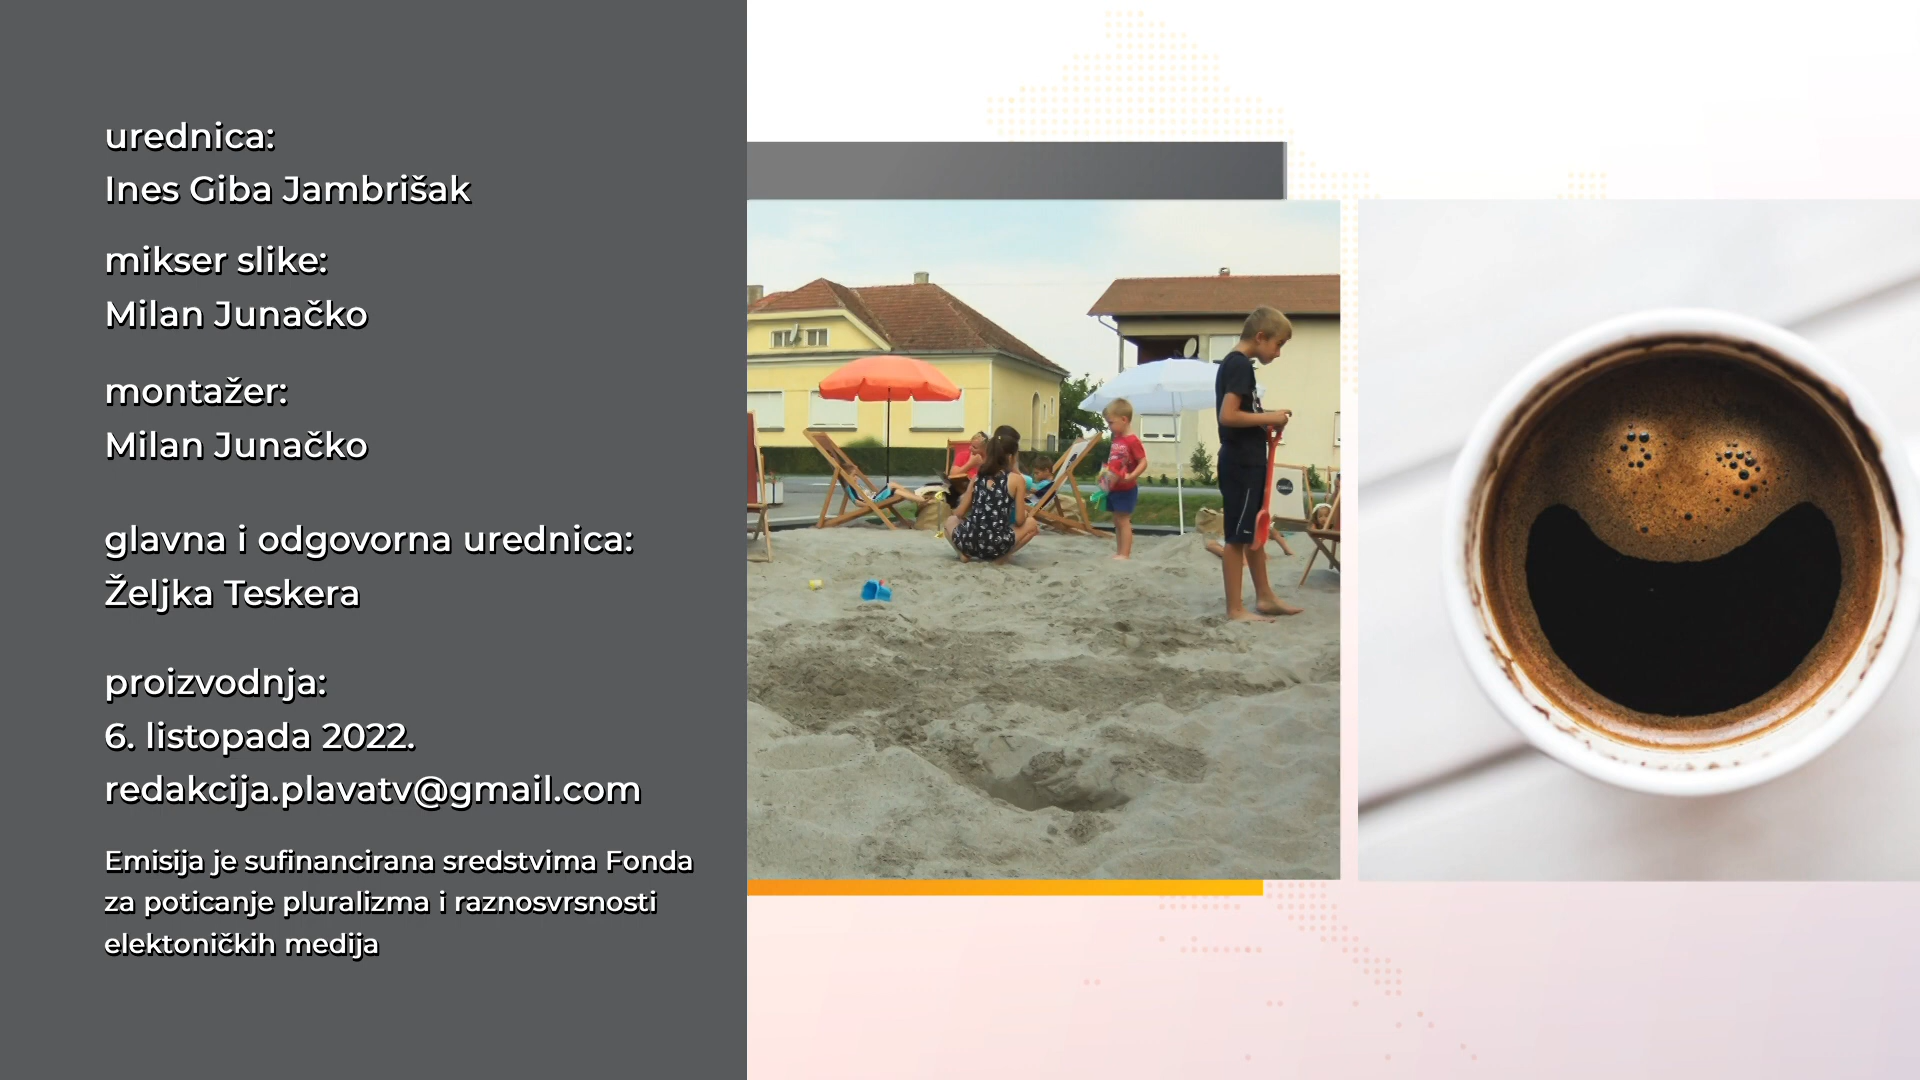 urednica:
Ines Giba Jambrišak
mikser slike:
Milan Junačko
montažer:
Milan Junačko
glavna i odgovorna urednica:
Željka Teskera
proizvodnja:
6. listopada 2022.
redakcija.plavatv@gmail.com
Emisija je sufinancirana sredstvima Fonda
za poticanje pluralizma i raznosvrsnosti
elektoničkih medija